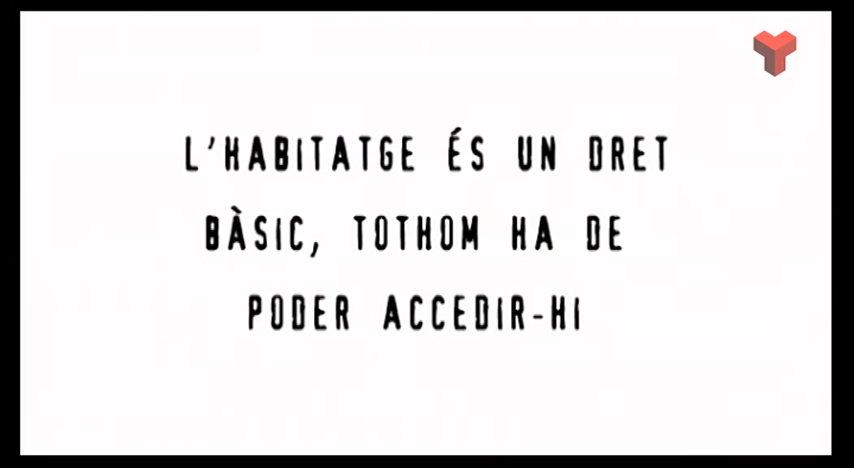 L'HABITATGE ÉS UN DRET
BÀSIC, TOTHOM HA DE
PODER ACCEDIR-HI